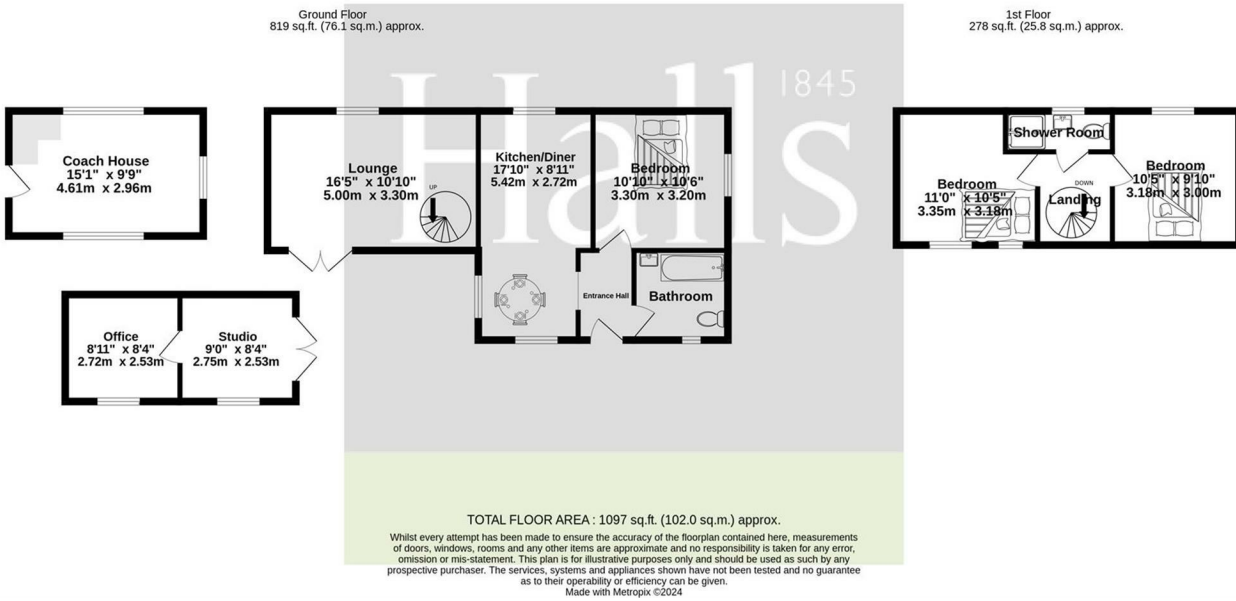 Ground Floor
819 sq.ft. (76.1 sq.m.) approx.
1st Floor
278 sq.ft. (25.8 sq.m.) approx.
1845
Halls
Coach House
15'1" x 9'9"
4.61m x 2.96m
Lounge
16'5" x 10'10"
5.00m x 3.30m
UP
Kitchen/Diner
17'10" x 8'11"
5.42m x 2.72m
Bedroom
10'10" x 10'6"
3.30m x 3.20m
Entrance Hall
Bathroom
Office
8'11" x 8'4"
2.72m x 2.53m
Studio
9'0" x 8'4"
2.75m x 2.53m
Shower Room
Bedroom
11'0" x 10'5"
3.35m x 3.18m
DOWN
Landing
Bedroom
10'5" x 9'10"
3.18m x 3.00m
TOTAL FLOOR AREA : 1097 sq.ft. (102.0 sq.m.) approx.
Whilst every attempt has been made to ensure the accuracy of the floorplan contained here, measurements
of doors, windows, rooms and any other items are approximate and no responsibility is taken for any error,
omission or mis-statement. This plan is for illustrative purposes only and should be used as such by any
prospective purchaser. The services, systems and appliances shown have not been tested and no guarantee
as to their operability or efficiency can be given.
Made with Metropix ©2024